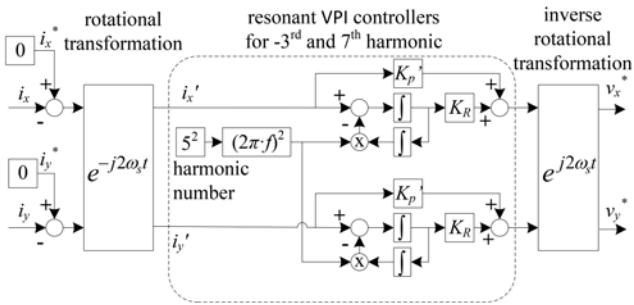 rotational
transformation
resonant VPI controllers
for -3rd and 7th harmonic
inverse
rotational
transformation
0
ix*
+
ix
-
0
iy*
+
iy
-
e−j2ωst
ix′
iy′
5²
(2π·f)²
harmonic
number
Kp'
+
-
∫
KR
+
+
x
∫
Kp'
+
-
∫
KR
+
+
x
∫
ej2ωst
vx*
vy*